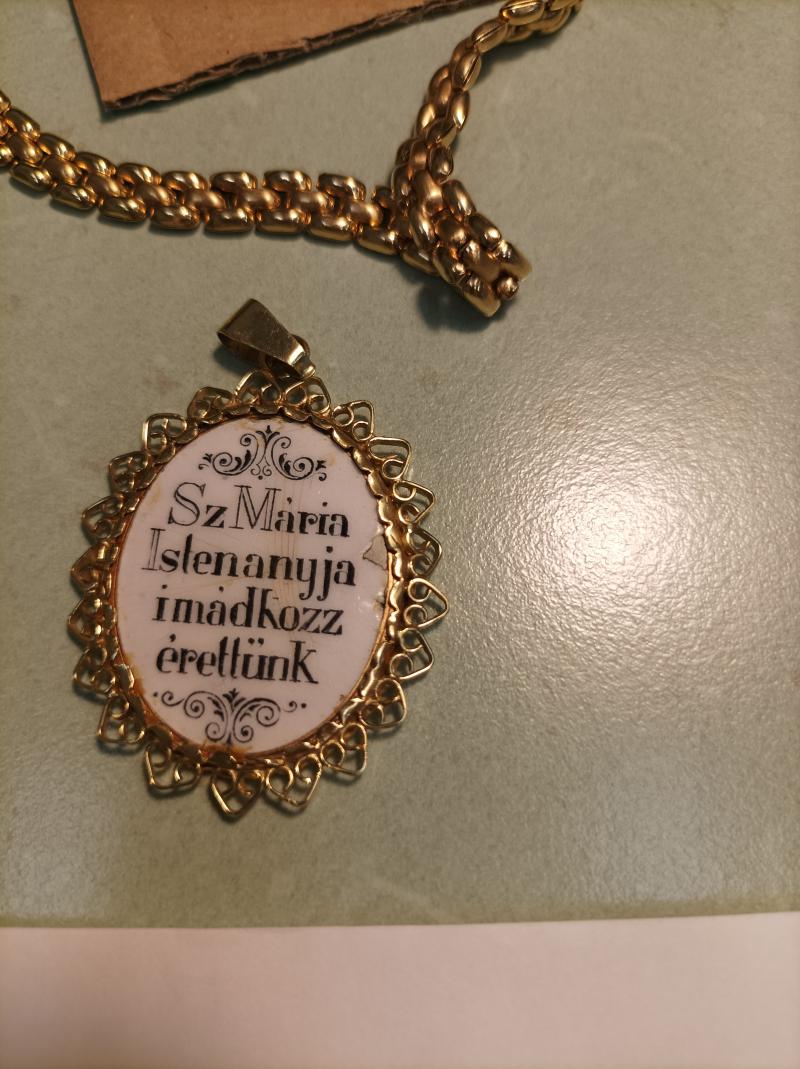 Sz Mária
Istenanyja
imádkozz
érettünk